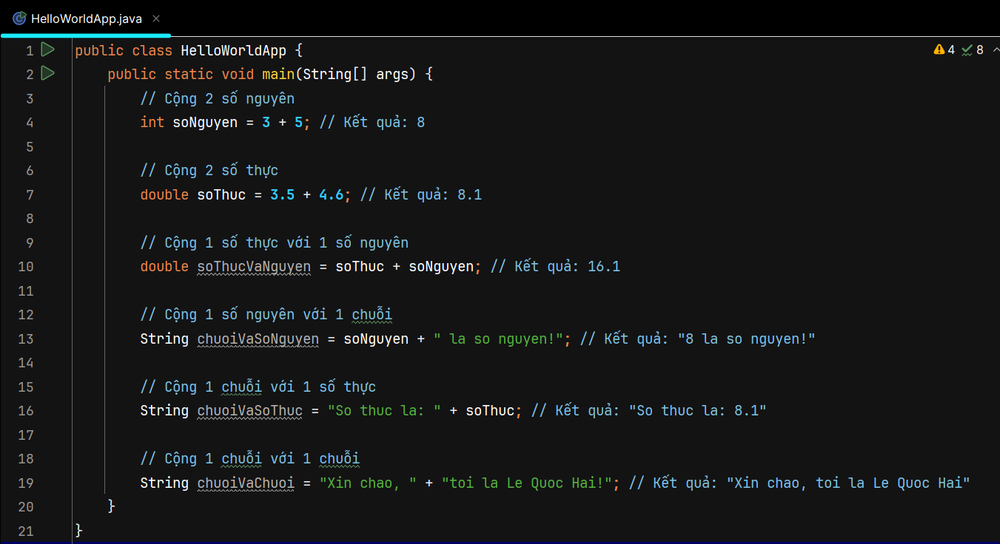 HelloWorldApp.java ×
4 8
1 public class HelloWorldApp {
2 public static void main(String[] args) {
3 // Cộng 2 số nguyên
4 int soNguyen = 3 + 5; // Kết quả: 8
5
6 // Cộng 2 số thực
7 double soThuc = 3.5 + 4.6; // Kết quả: 8.1
8
9 // Cộng 1 số thực với 1 số nguyên
10 double soThucVaNguyen = soThuc + soNguyen; // Kết quả: 16.1
11
12 // Cộng 1 số nguyên với 1 chuỗi
13 String chuoiVaSoNguyen = soNguyen + " la so nguyen!"; // Kết quả: "8 la so nguyen!"
14
15 // Cộng 1 chuỗi với 1 số thực
16 String chuoiVaSoThuc = "So thuc la: " + soThuc; // Kết quả: "So thuc la: 8.1"
17
18 // Cộng 1 chuỗi với 1 chuỗi
19 String chuoiVaChuoi = "Xin chao, " + "toi la Le Quoc Hai!"; // Kết quả: "Xin chao, toi la Le Quoc Hai"
20 }
21 }